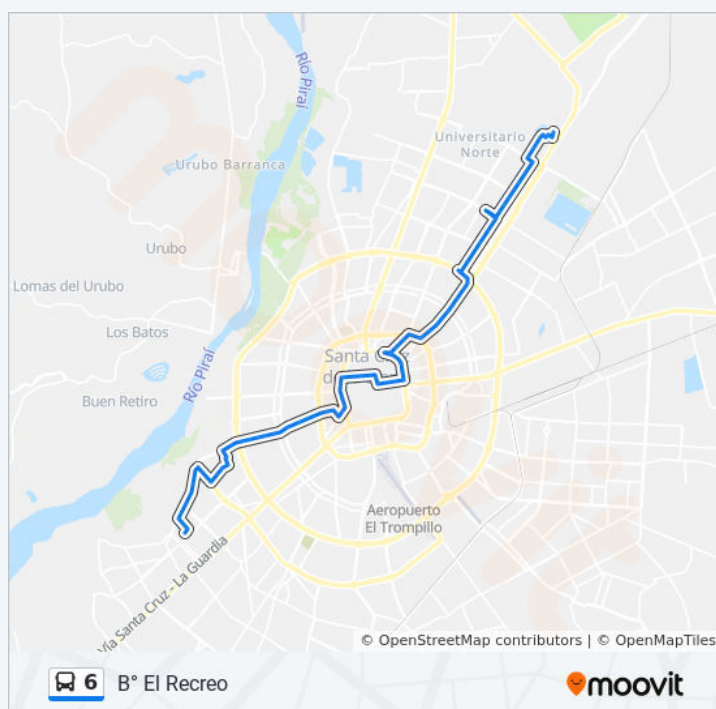 Río Piraí
Universitario
Norte
Urubo Barranca
Urubo
Lomas del Urubo
Los Batos
Río Piraí
Santa Cruz
Buen Retiro
Aeropuerto
El Trompillo
Vía Santa Cruz - La Guardia
© OpenStreetMap contributors | © OpenMapTiles
6 B° El Recreo
moovit